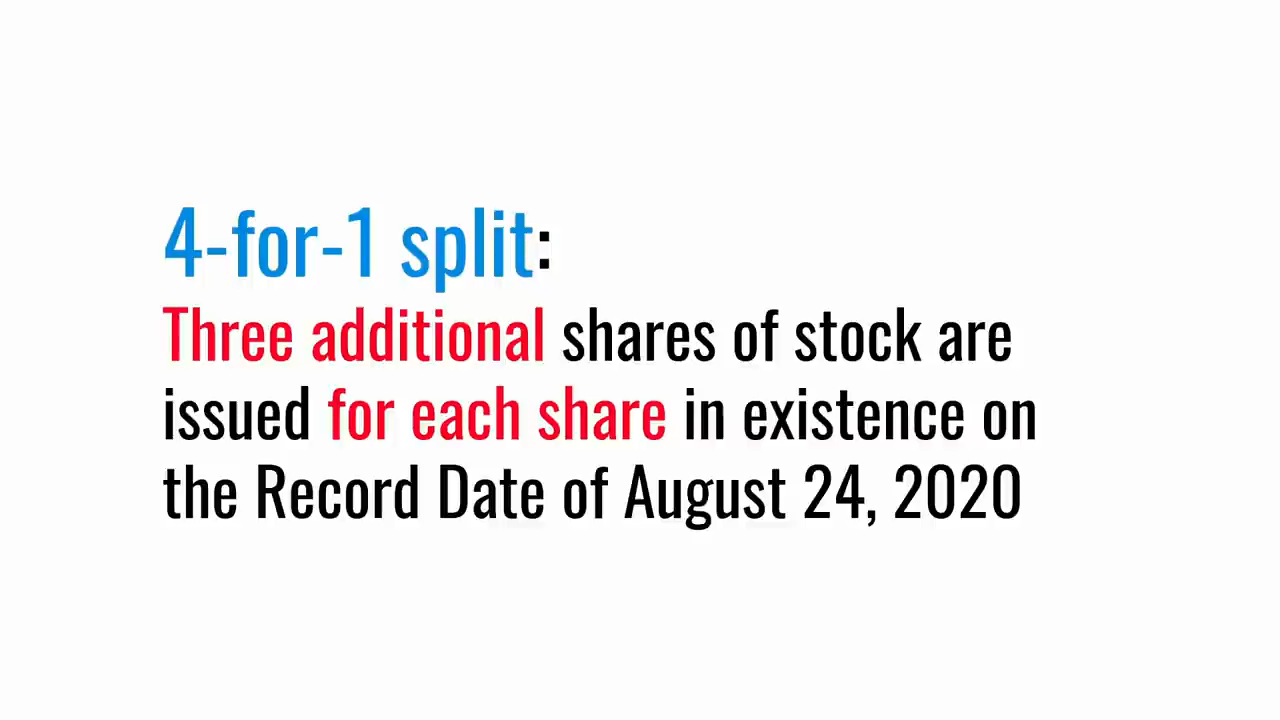 4-for-1 split:
Three additional shares of stock are
issued for each share in existence on
the Record Date of August 24, 2020